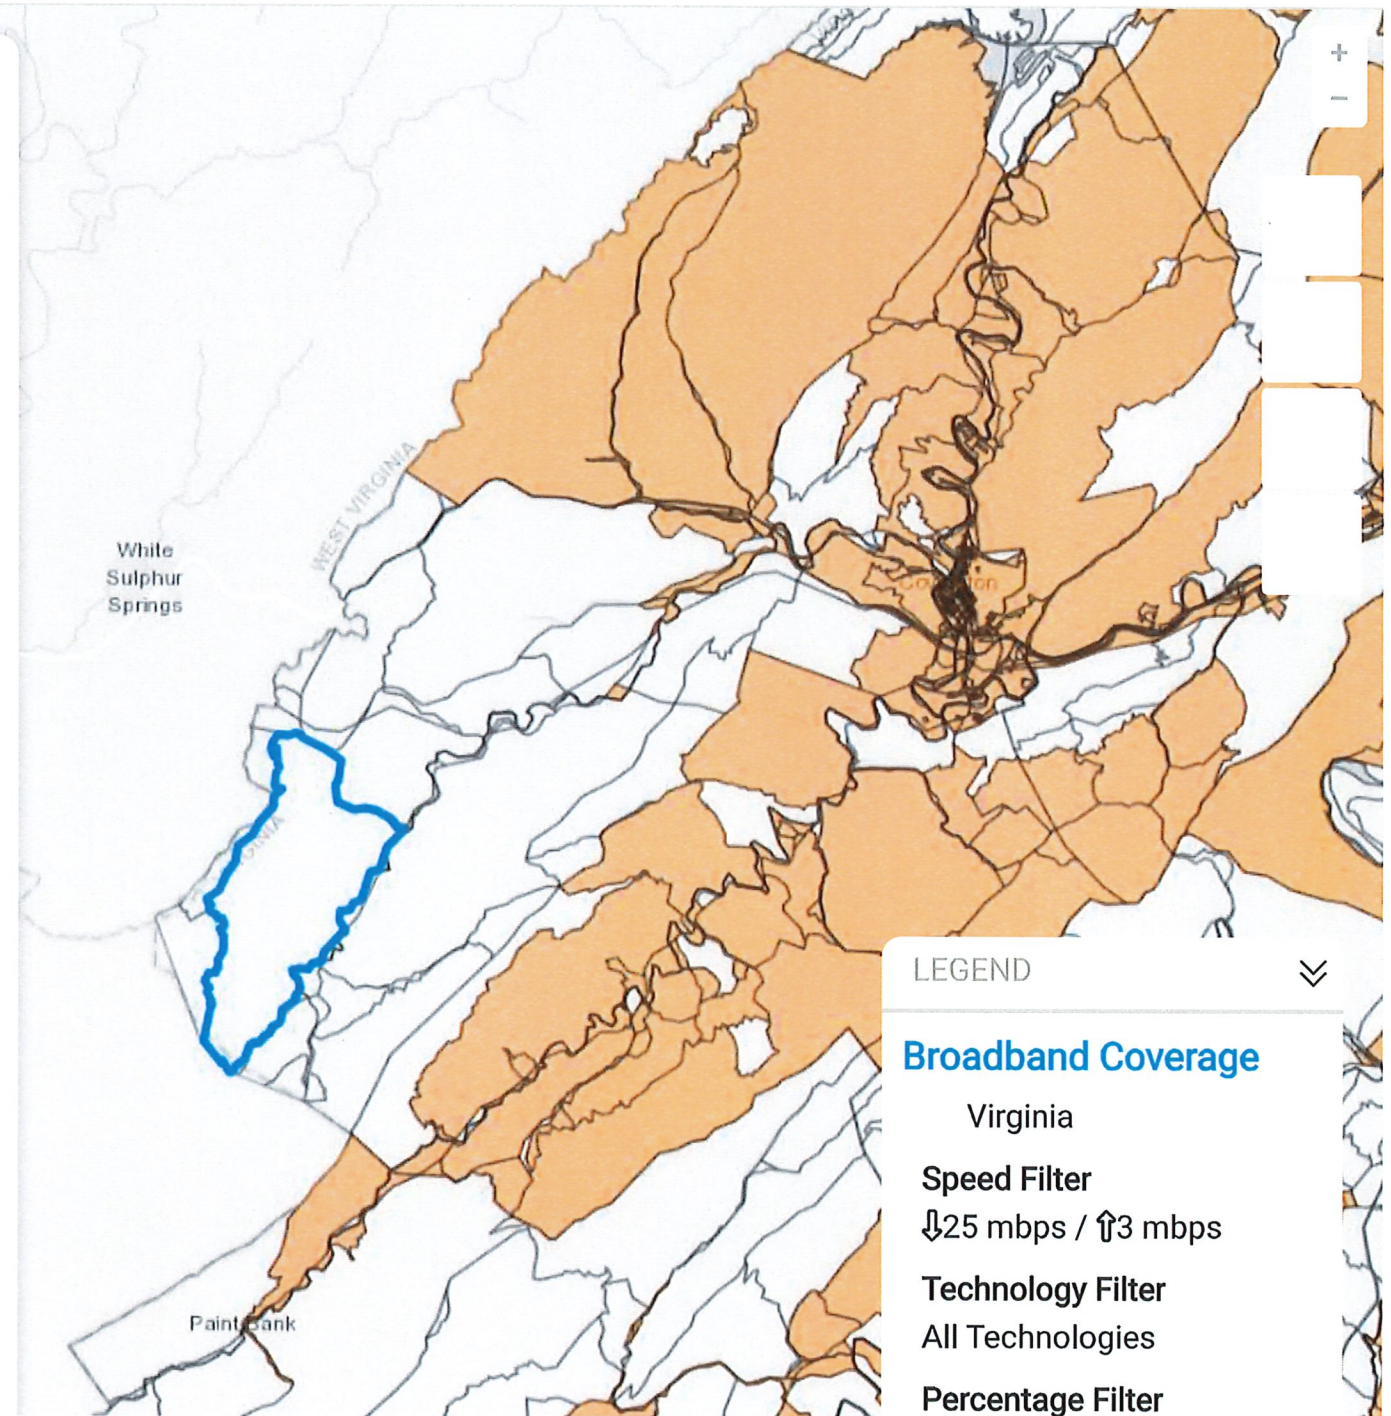 +
−
WEST VIRGINIA
White
Sulphur
Springs
LEGEND
Broadband Coverage
Virginia
Speed Filter
⇩25 mbps / ⇧3 mbps
Technology Filter
All Technologies
Percentage Filter
Paint Bank